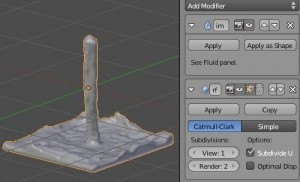 Add Modifier
im
Apply
Apply as Shape
See Fluid panel.
rf
Apply
Copy
Catmull-Clark
Simple
Subdivisions:
Options:
View: 1
Subdivide U
Render: 2
Optimal Disp